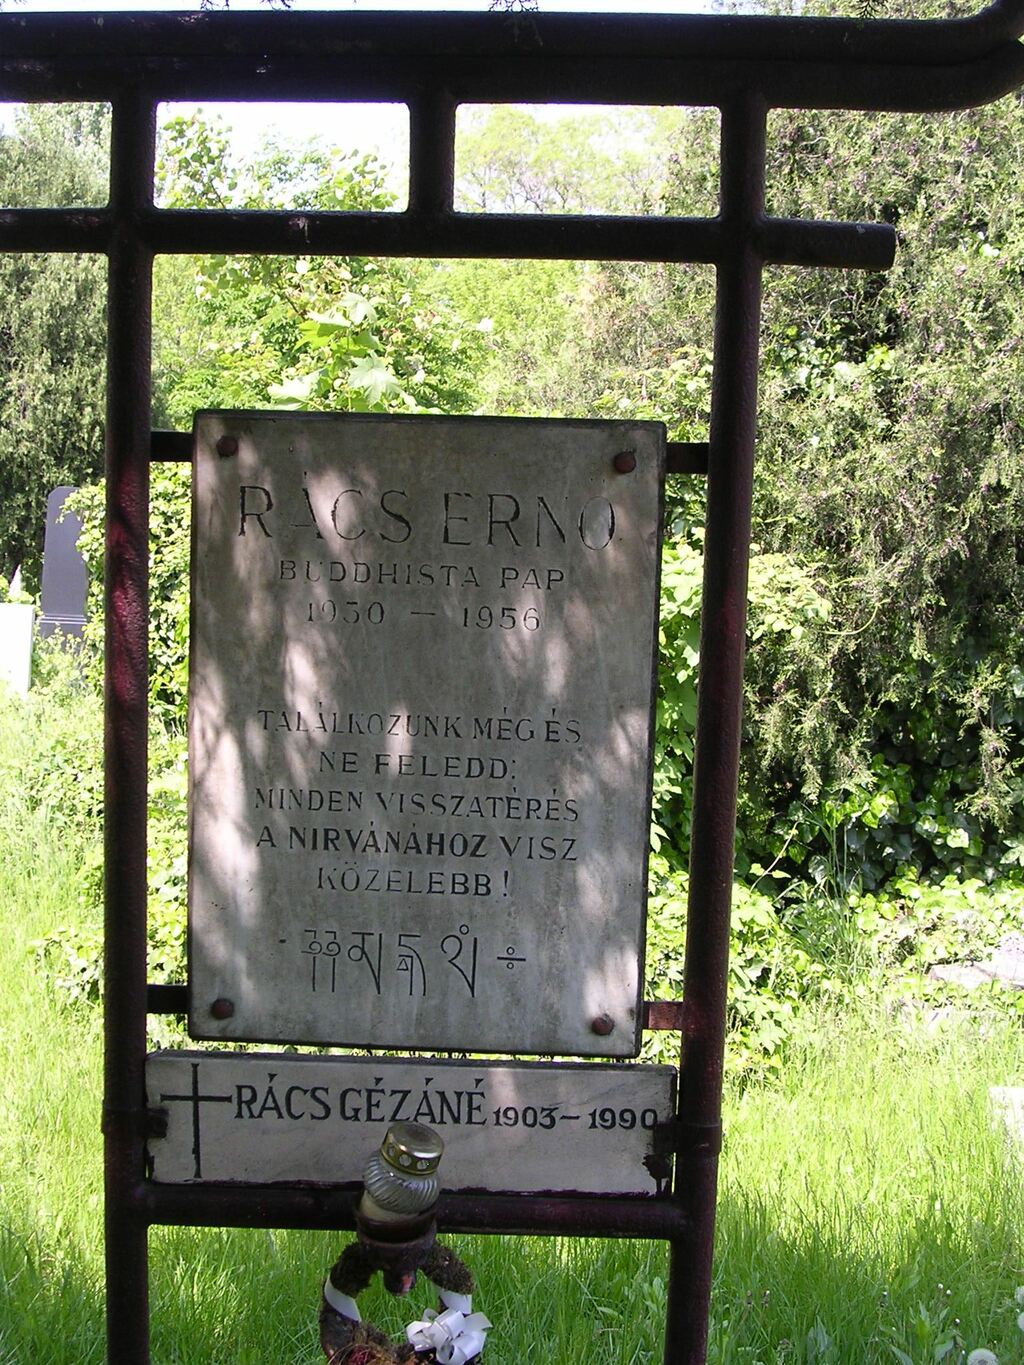 RÁCS ERNŐ
BUDDHISTA PAP
1930 — 1956
TALÁLKOZUNK MÉG ÉS
NE FELEDD:
MINDEN VISSZATÉRÉS
A NIRVÁNÁHOZ VISZ
KÖZELEBB!
RÁCS GÉZÁNÉ 1903–1990